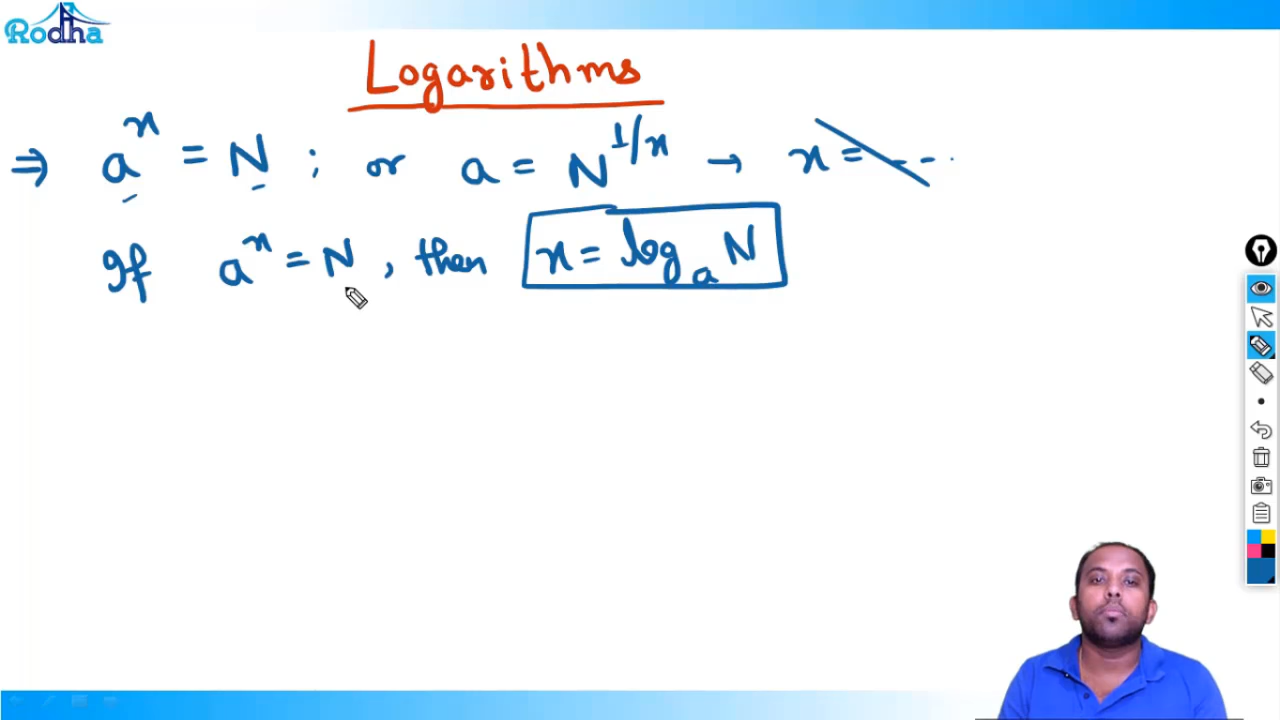 Rodha
Logarithms
⇒ a^x = N ; or a = N^1/x → x = - - .
If a^x = N , then x = log_a N